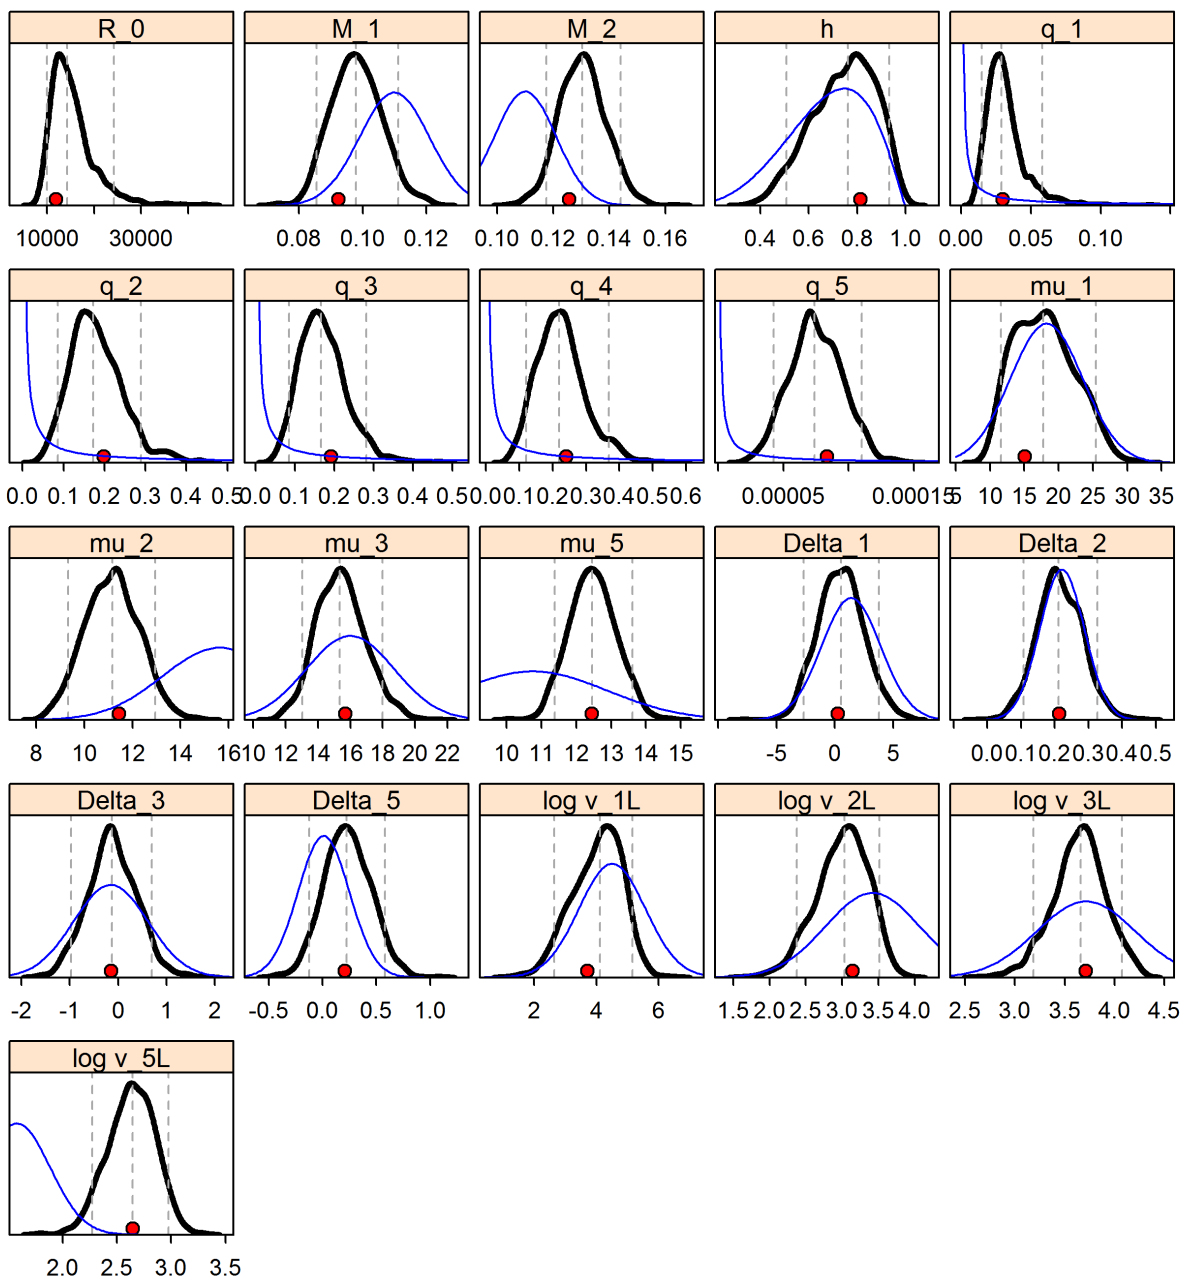 R_0 M_1 M_2 h q_1
10000 30000 0.08 0.10 0.12 0.10 0.12 0.14 0.16 0.4 0.6 0.8 1.0 0.00 0.05 0.10
q_2 q_3 q_4 q_5 mu_1
0.0 0.1 0.2 0.3 0.4 0.5 0.0 0.1 0.2 0.3 0.4 0.5 0.0 0.1 0.2 0.3 0.4 0.5 0.6 0.00005 0.00015 5 10 15 20 25 30 35
mu_2 mu_3 mu_5 Delta_1 Delta_2
8 10 12 14 16 10 12 14 16 18 20 22 10 11 12 13 14 15 -5 0 5 0.0 0.1 0.2 0.3 0.4 0.5
Delta_3 Delta_5 log v_1L log v_2L log v_3L
-2 -1 0 1 2 -0.5 0.0 0.5 1.0 2 4 6 1.5 2.0 2.5 3.0 3.5 4.0 2.5 3.0 3.5 4.0 4.5
log v_5L
2.0 2.5 3.0 3.5